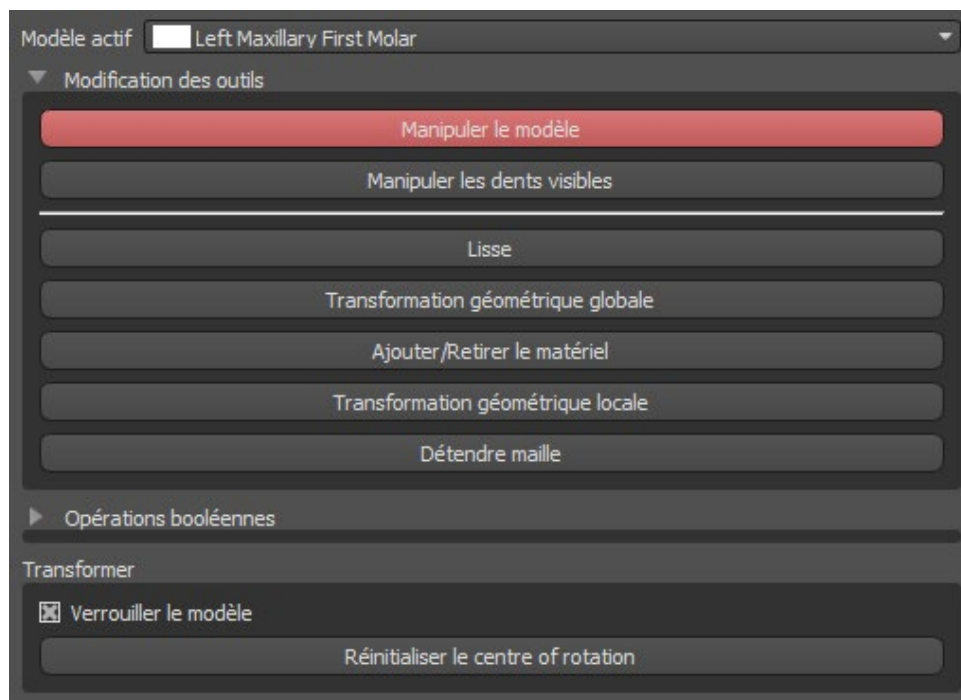 Modèle actif Left Maxillary First Molar
Modification des outils
Manipuler le modèle
Manipuler les dents visibles
Lisse
Transformation géométrique globale
Ajouter/Retirer le matériel
Transformation géométrique locale
Détendre maille
Opérations booléennes
Transformer
Verrouiller le modèle
Réinitialiser le centre of rotation